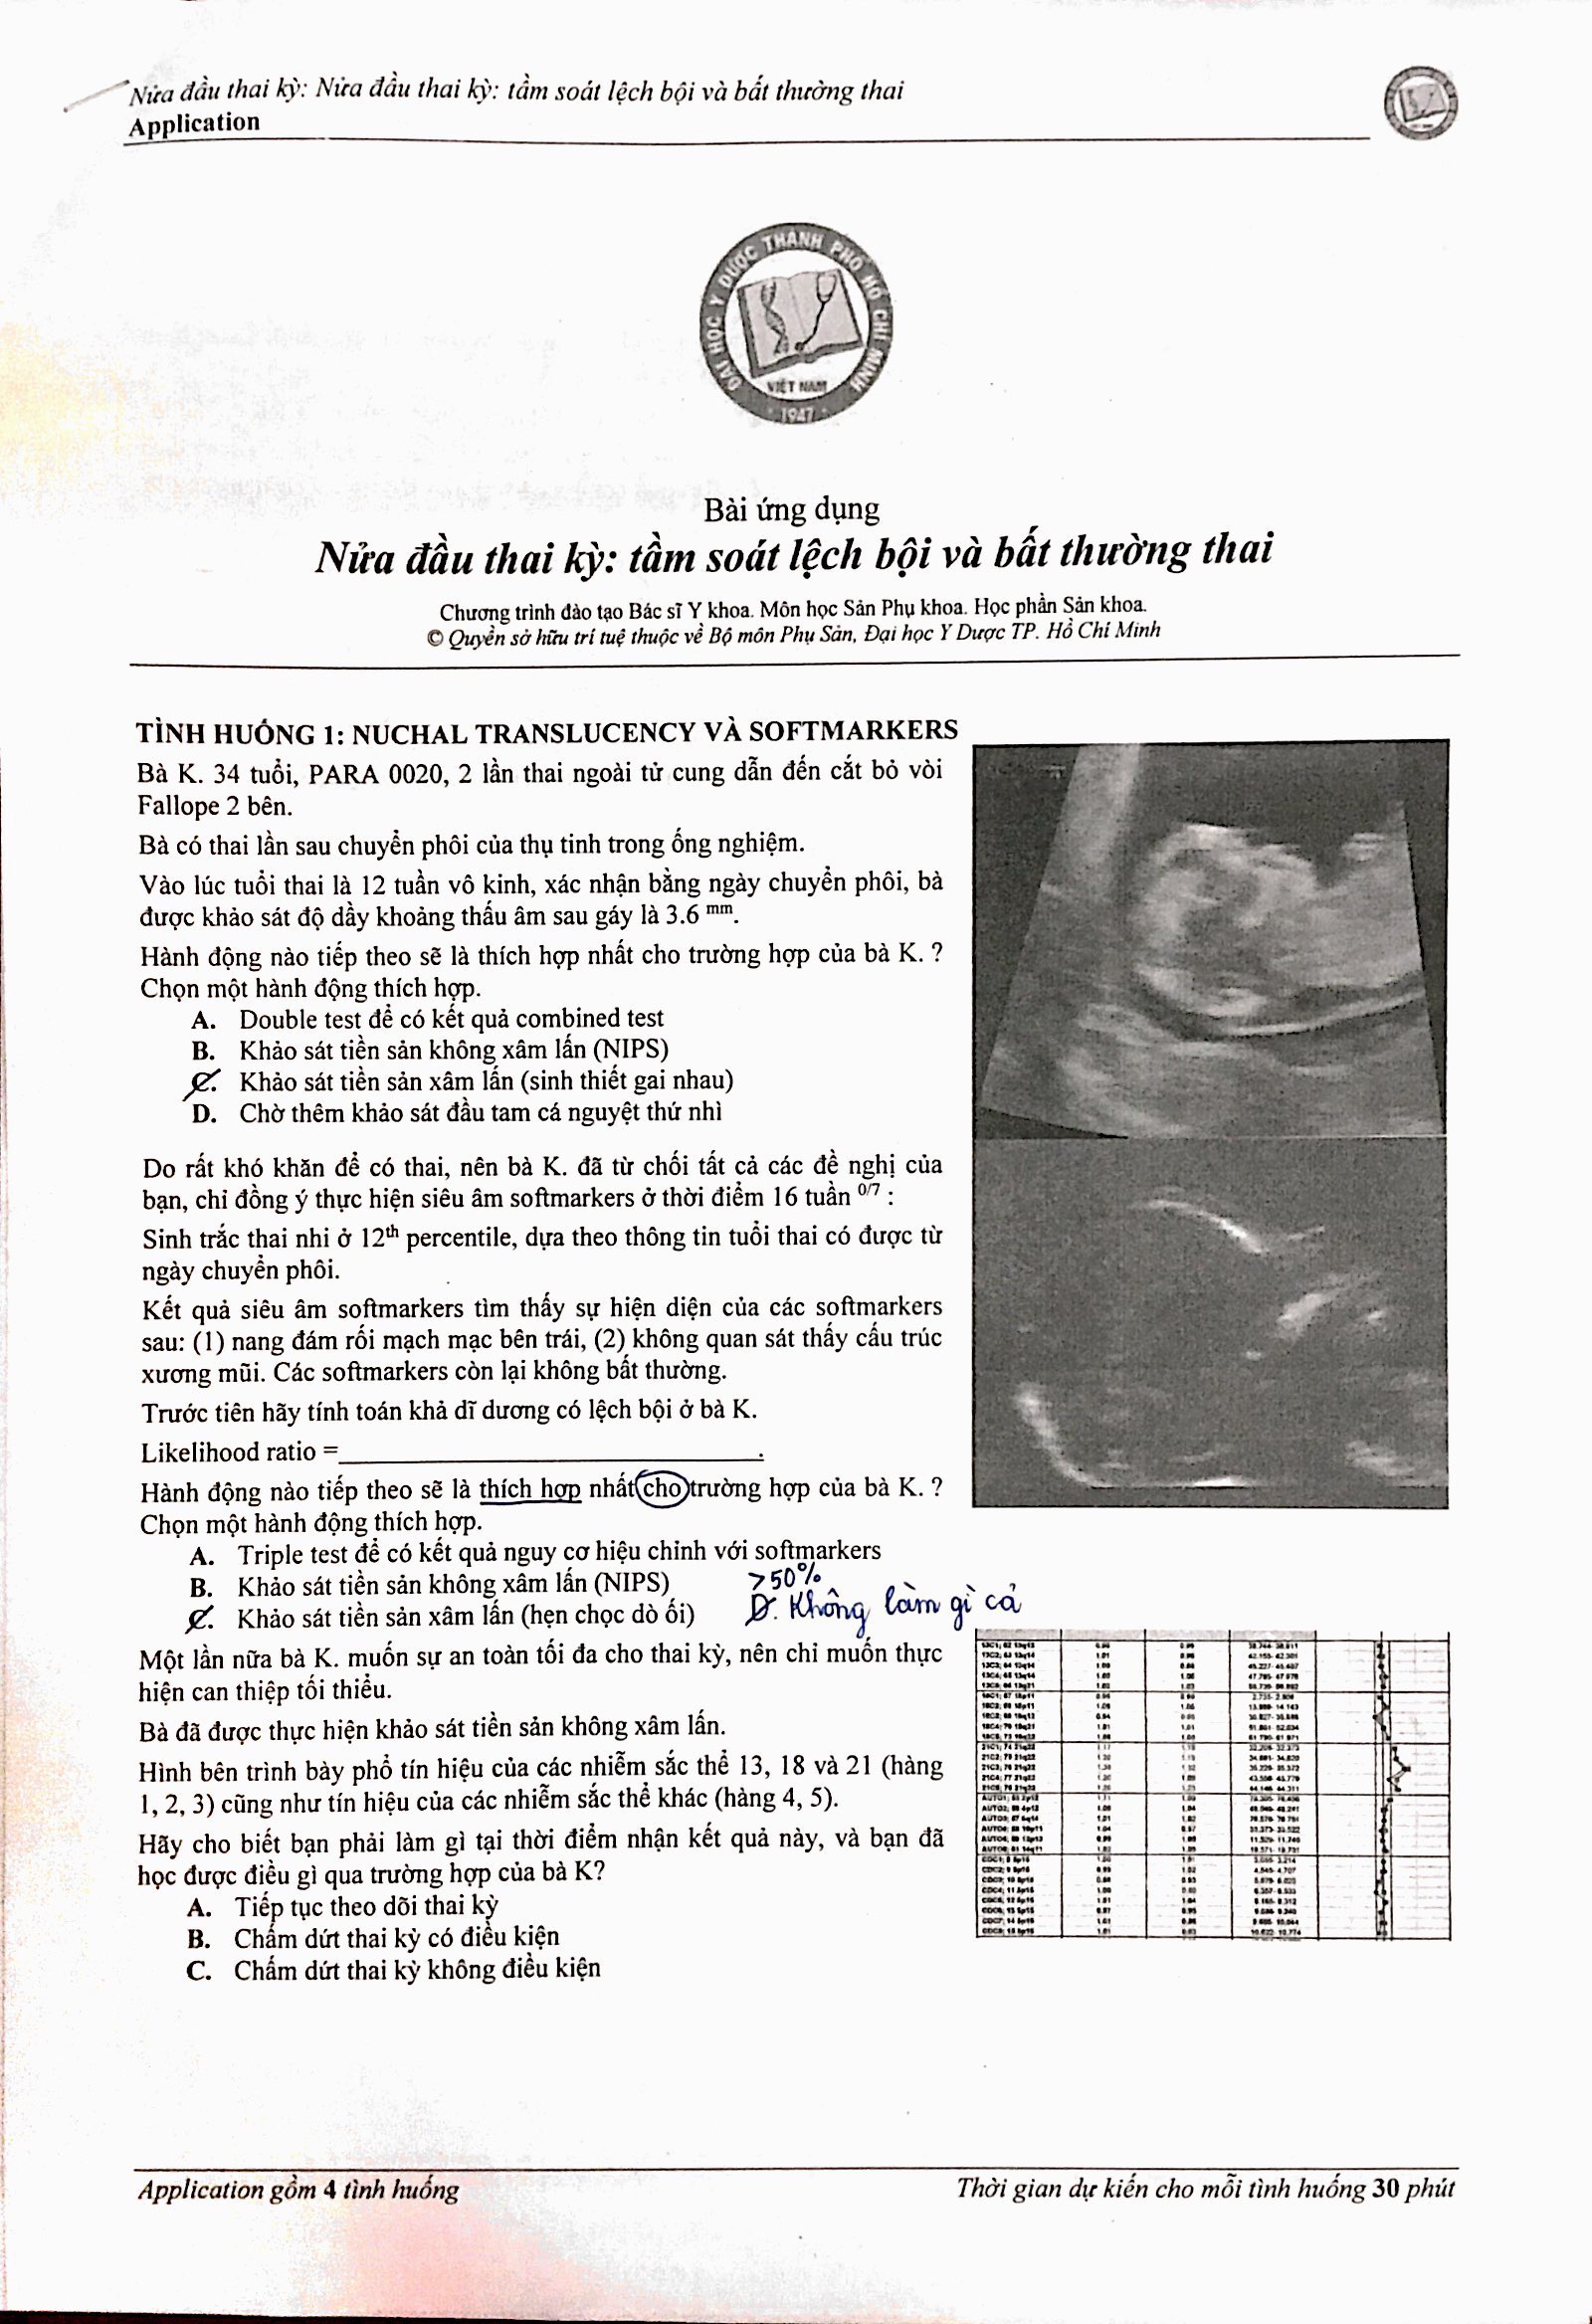 Nửa đầu thai kỳ: Nửa đầu thai kỳ: tầm soát lệch bội và bất thường thai
Application
ĐẠI HỌC Y DƯỢC THÀNH PHỐ HỒ CHÍ MINH
VIỆT NAM
1947
Bài ứng dụng
Nửa đầu thai kỳ: tầm soát lệch bội và bất thường thai
Chương trình đào tạo Bác sĩ Y khoa. Môn học Sản Phụ khoa. Học phần Sản khoa.
© Quyền sở hữu trí tuệ thuộc về Bộ môn Phụ Sản, Đại học Y Dược TP. Hồ Chí Minh
TÌNH HUỐNG 1: NUCHAL TRANSLUCENCY VÀ SOFTMARKERS
Bà K. 34 tuổi, PARA 0020, 2 lần thai ngoài tử cung dẫn đến cắt bỏ vòi
Fallope 2 bên.
Bà có thai lần sau chuyển phôi của thụ tinh trong ống nghiệm.
Vào lúc tuổi thai là 12 tuần vô kinh, xác nhận bằng ngày chuyển phôi, bà
được khảo sát độ dầy khoảng thấu âm sau gáy là 3.6 mm.
Hành động nào tiếp theo sẽ là thích hợp nhất cho trường hợp của bà K. ?
Chọn một hành động thích hợp.
A. Double test để có kết quả combined test
B. Khảo sát tiền sản không xâm lấn (NIPS)
C. Khảo sát tiền sản xâm lấn (sinh thiết gai nhau)
D. Chờ thêm khảo sát đầu tam cá nguyệt thứ nhì
Do rất khó khăn để có thai, nên bà K. đã từ chối tất cả các đề nghị của
bạn, chỉ đồng ý thực hiện siêu âm softmarkers ở thời điểm 16 tuần 0/7 :
Sinh trắc thai nhi ở 12th percentile, dựa theo thông tin tuổi thai có được từ
ngày chuyển phôi.
Kết quả siêu âm softmarkers tìm thấy sự hiện diện của các softmarkers
sau: (1) nang đám rối mạch mạc bên trái, (2) không quan sát thấy cấu trúc
xương mũi. Các softmarkers còn lại không bất thường.
Trước tiên hãy tính toán khả dĩ dương có lệch bội ở bà K.
Likelihood ratio =______.
Hành động nào tiếp theo sẽ là thích hợp nhất cho trường hợp của bà K. ?
Chọn một hành động thích hợp.
A. Triple test để có kết quả nguy cơ hiệu chỉnh với softmarkers
B. Khảo sát tiền sản không xâm lấn (NIPS) >50%
C. Khảo sát tiền sản xâm lấn (hẹn chọc dò ối) D. Không làm gì cả
Một lần nữa bà K. muốn sự an toàn tối đa cho thai kỳ, nên chỉ muốn thực
hiện can thiệp tối thiểu.
Bà đã được thực hiện khảo sát tiền sản không xâm lấn.
Hình bên trình bày phổ tín hiệu của các nhiễm sắc thể 13, 18 và 21 (hàng
1, 2, 3) cũng như tín hiệu của các nhiễm sắc thể khác (hàng 4, 5).
Hãy cho biết bạn phải làm gì tại thời điểm nhận kết quả này, và bạn đã
học được điều gì qua trường hợp của bà K?
A. Tiếp tục theo dõi thai kỳ
B. Chấm dứt thai kỳ có điều kiện
C. Chấm dứt thai kỳ không điều kiện
Application gồm 4 tình huống
Thời gian dự kiến cho mỗi tình huống 30 phút